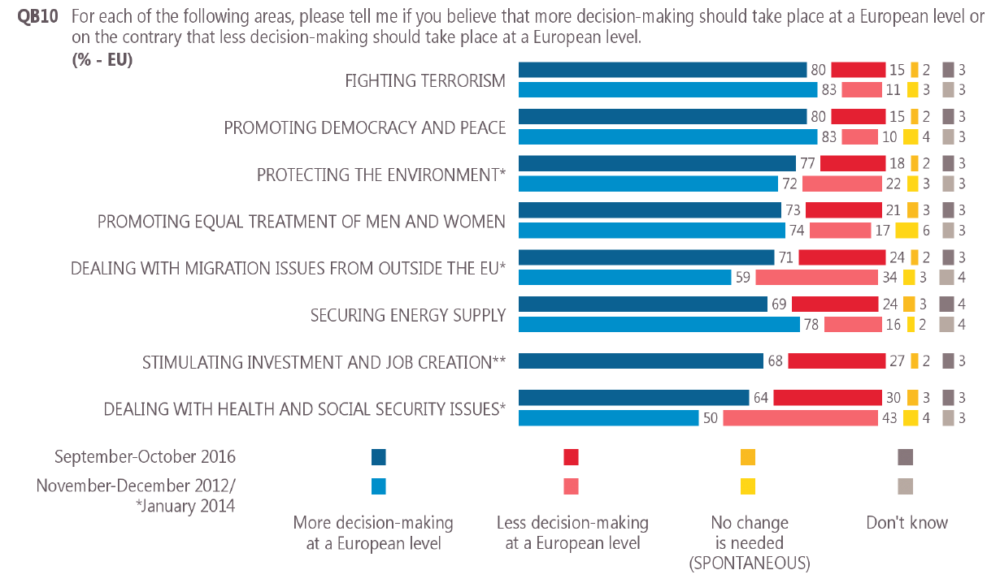 QB10 For each of the following areas, please tell me if you believe that more decision-making should take place at a European level or
on the contrary that less decision-making should take place at a European level.
(% - EU)
FIGHTING TERRORISM
80 15 2 3
83 11 3 3
PROMOTING DEMOCRACY AND PEACE
80 15 2 3
83 10 4 3
PROTECTING THE ENVIRONMENT*
77 18 2 3
72 22 3 3
PROMOTING EQUAL TREATMENT OF MEN AND WOMEN
73 21 3 3
74 17 6 3
DEALING WITH MIGRATION ISSUES FROM OUTSIDE THE EU*
71 24 2 3
59 34 3 4
SECURING ENERGY SUPPLY
69 24 3 4
78 16 2 4
STIMULATING INVESTMENT AND JOB CREATION**
68 27 2 3
DEALING WITH HEALTH AND SOCIAL SECURITY ISSUES*
64 30 3 3
50 43 4 3
September-October 2016
November-December 2012/
*January 2014
More decision-making
at a European level
Less decision-making
at a European level
No change
is needed
(SPONTANEOUS)
Don't know